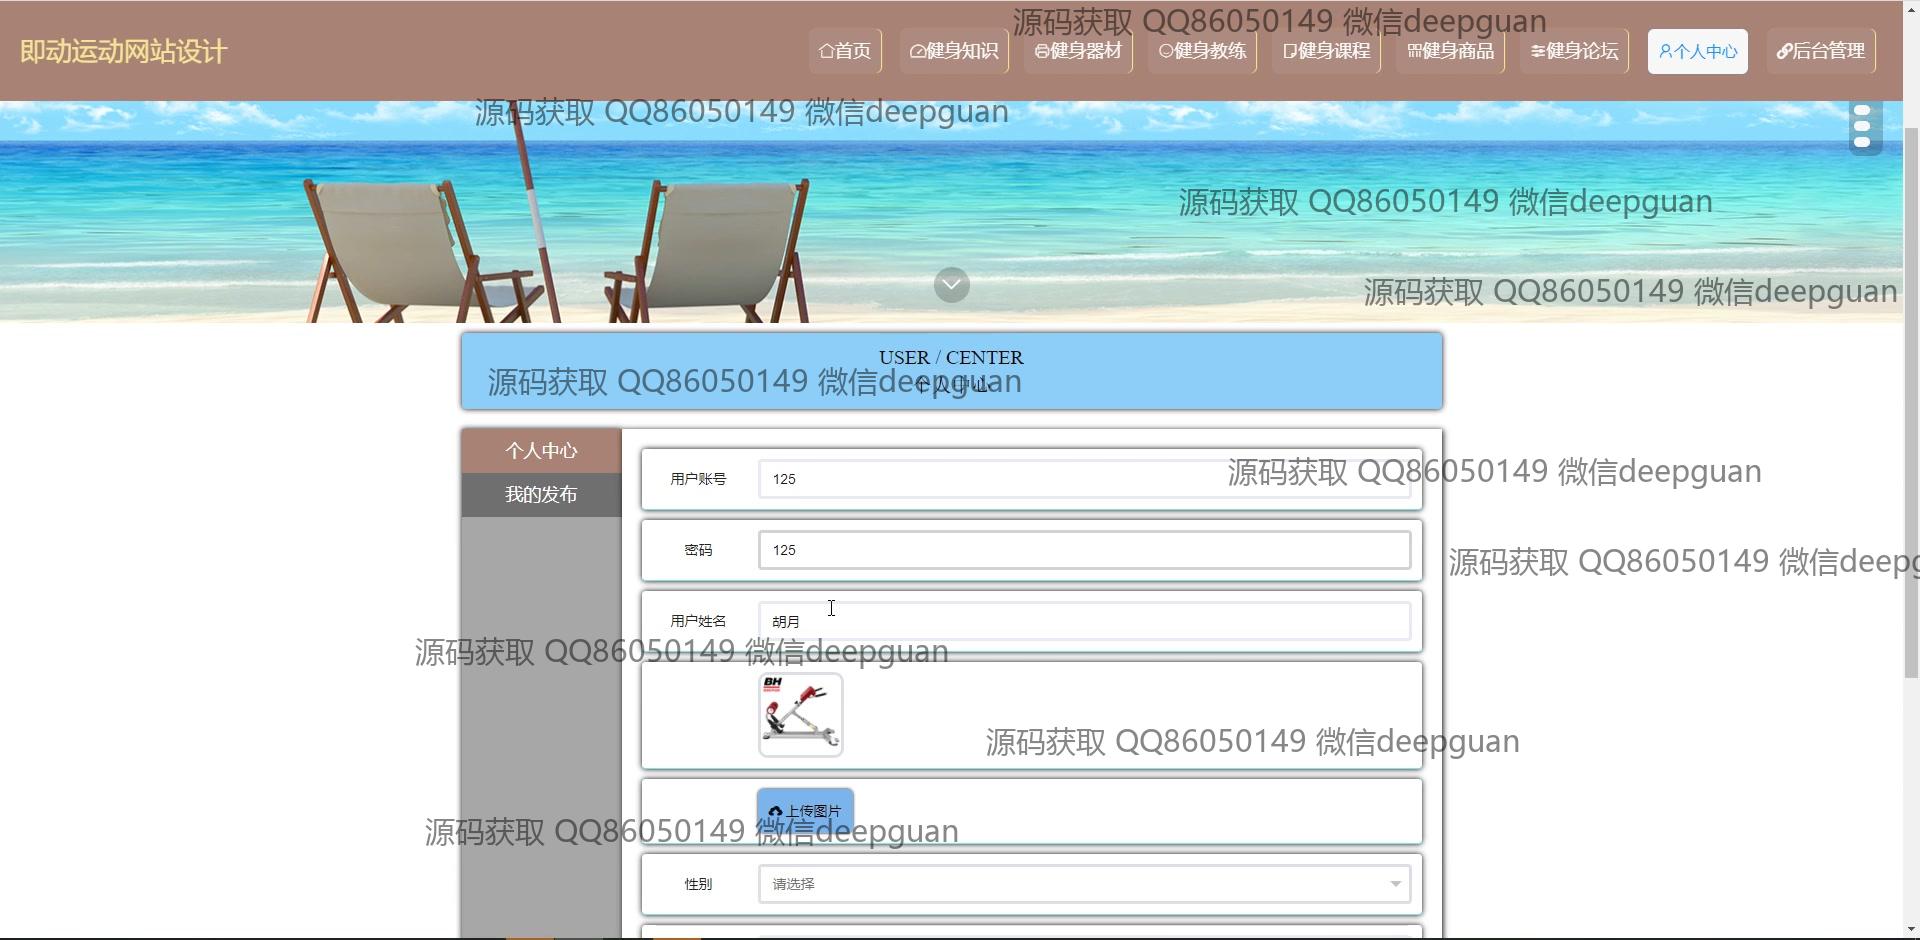 源码获取 QQ86050149 微信deepguan
即动运动网站设计
首页 健身知识 健身器材 健身教练 健身课程 健身商品 健身论坛 个人中心 后台管理
源码获取 QQ86050149 微信deepguan
源码获取 QQ86050149 微信deepguan
源码获取 QQ86050149 微信deepguan
USER / CENTER
个人中心
源码获取 QQ86050149 微信deepguan
个人中心
我的发布
用户账号 125
源码获取 QQ86050149 微信deepguan
密码 125
源码获取 QQ86050149 微信deepg
用户姓名 胡月
源码获取 QQ86050149 微信deepguan
BH
源码获取 QQ86050149 微信deepguan
上传图片
源码获取 QQ86050149 微信deepguan
性别 请选择